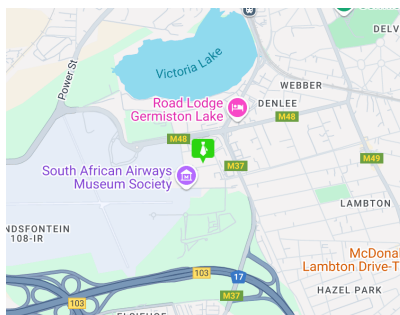 DELV
Power St
Victoria Lake
WEBBER
Road Lodge
Germiston Lake
DENLEE
M48
M48
M37
M49
South African Airways
Museum Society
LAMBTON
NDSFONTEIN
108-IR
McDona
Lambton Drive-T
103
17
HAZEL PARK
103
M37